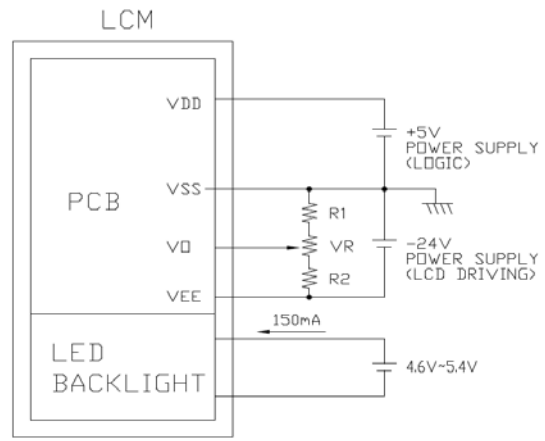 LCM
VDD
+5V
POWER SUPPLY
(LOGIC)
VSS
PCB
R1
VO
VR
-24V
POWER SUPPLY
(LCD DRIVING)
R2
VEE
150mA
LED
BACKLIGHT
4.6V~5.4V